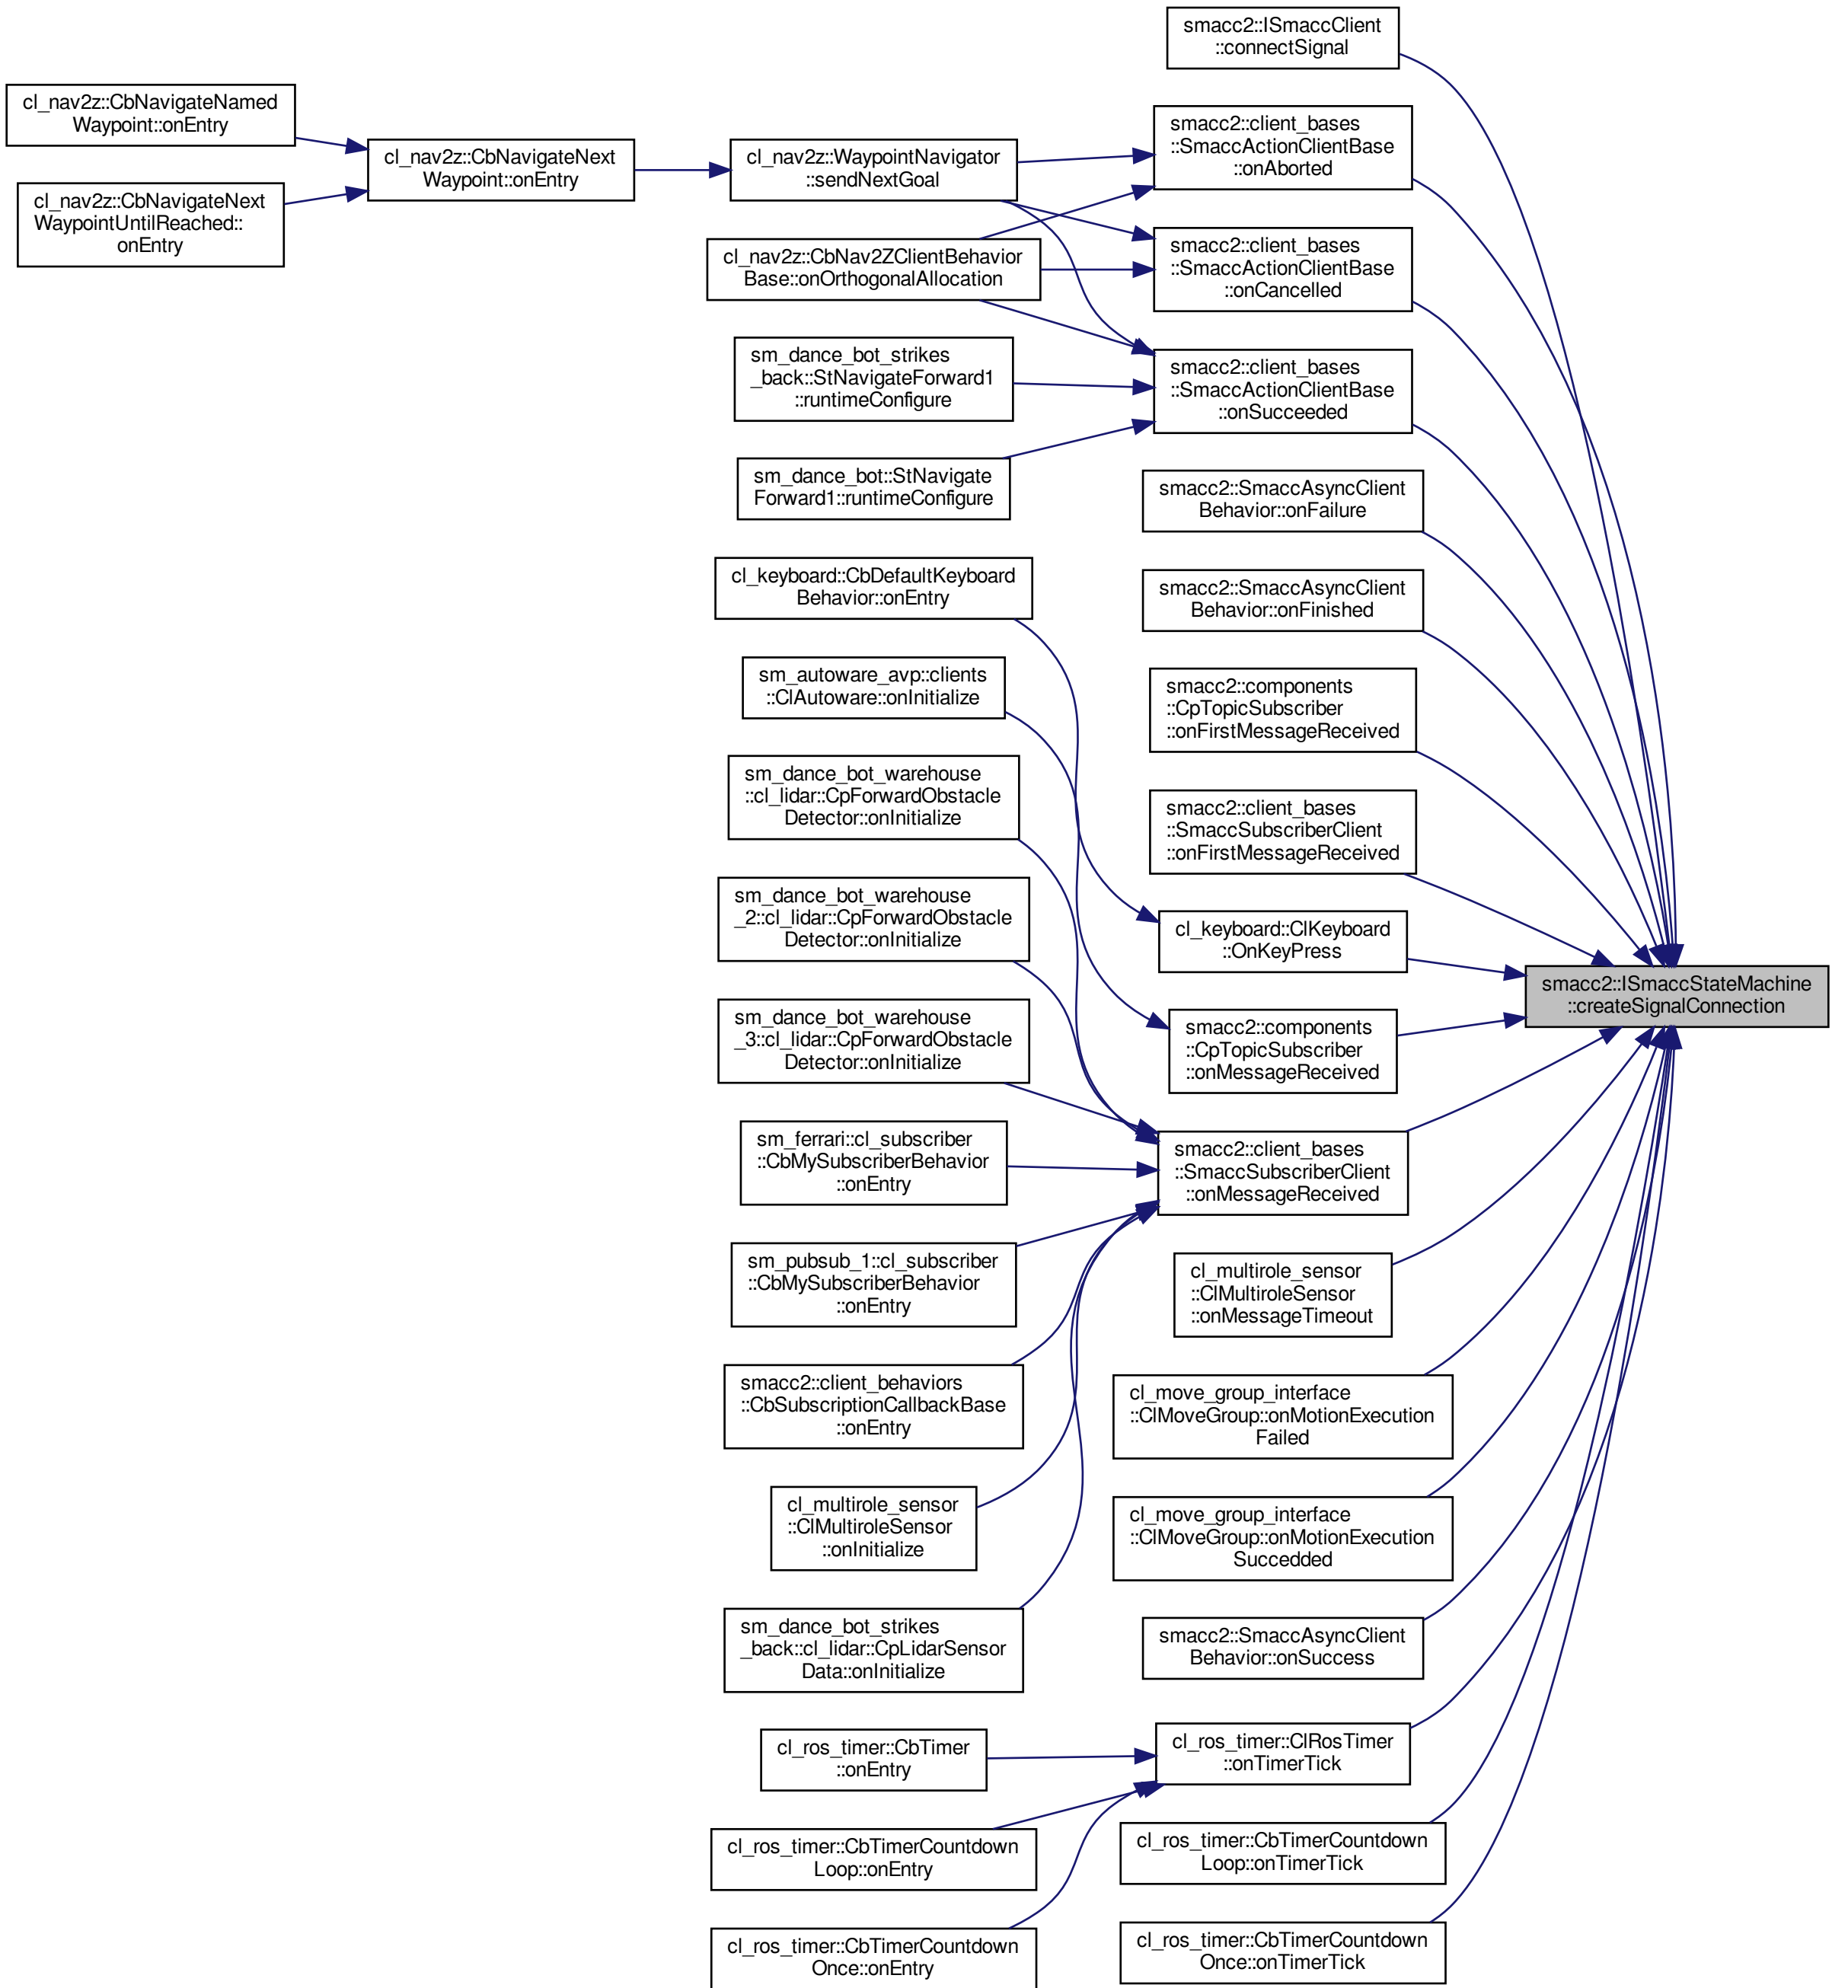 smacc2::ISmaccClient
::connectSignal
cl_nav2z::CbNavigateNamed
Waypoint::onEntry
cl_nav2z::CbNavigateNext
WaypointUntilReached::
onEntry
cl_nav2z::CbNavigateNext
Waypoint::onEntry
cl_nav2z::WaypointNavigator
::sendNextGoal
smacc2::client_bases
::SmaccActionClientBase
::onAborted
cl_nav2z::CbNav2ZClientBehavior
Base::onOrthogonalAllocation
smacc2::client_bases
::SmaccActionClientBase
::onCancelled
sm_dance_bot_strikes
_back::StNavigateForward1
::runtimeConfigure
smacc2::client_bases
::SmaccActionClientBase
::onSucceeded
sm_dance_bot::StNavigate
Forward1::runtimeConfigure
smacc2::SmaccAsyncClient
Behavior::onFailure
cl_keyboard::CbDefaultKeyboard
Behavior::onEntry
smacc2::SmaccAsyncClient
Behavior::onFinished
sm_autoware_avp::clients
::ClAutoware::onInitialize
smacc2::components
::CpTopicSubscriber
::onFirstMessageReceived
sm_dance_bot_warehouse
::cl_lidar::CpForwardObstacle
Detector::onInitialize
smacc2::client_bases
::SmaccSubscriberClient
::onFirstMessageReceived
sm_dance_bot_warehouse
_2::cl_lidar::CpForwardObstacle
Detector::onInitialize
cl_keyboard::ClKeyboard
::OnKeyPress
smacc2::ISmaccStateMachine
::createSignalConnection
sm_dance_bot_warehouse
_3::cl_lidar::CpForwardObstacle
Detector::onInitialize
smacc2::components
::CpTopicSubscriber
::onMessageReceived
sm_ferrari::cl_subscriber
::CbMySubscriberBehavior
::onEntry
smacc2::client_bases
::SmaccSubscriberClient
::onMessageReceived
sm_pubsub_1::cl_subscriber
::CbMySubscriberBehavior
::onEntry
cl_multirole_sensor
::ClMultiroleSensor
::onMessageTimeout
smacc2::client_behaviors
::CbSubscriptionCallbackBase
::onEntry
cl_move_group_interface
::ClMoveGroup::onMotionExecution
Failed
cl_multirole_sensor
::ClMultiroleSensor
::onInitialize
cl_move_group_interface
::ClMoveGroup::onMotionExecution
Succedded
sm_dance_bot_strikes
_back::cl_lidar::CpLidarSensor
Data::onInitialize
smacc2::SmaccAsyncClient
Behavior::onSuccess
cl_ros_timer::CbTimer
::onEntry
cl_ros_timer::ClRosTimer
::onTimerTick
cl_ros_timer::CbTimerCountdown
Loop::onEntry
cl_ros_timer::CbTimerCountdown
Loop::onTimerTick
cl_ros_timer::CbTimerCountdown
Once::onEntry
cl_ros_timer::CbTimerCountdown
Once::onTimerTick